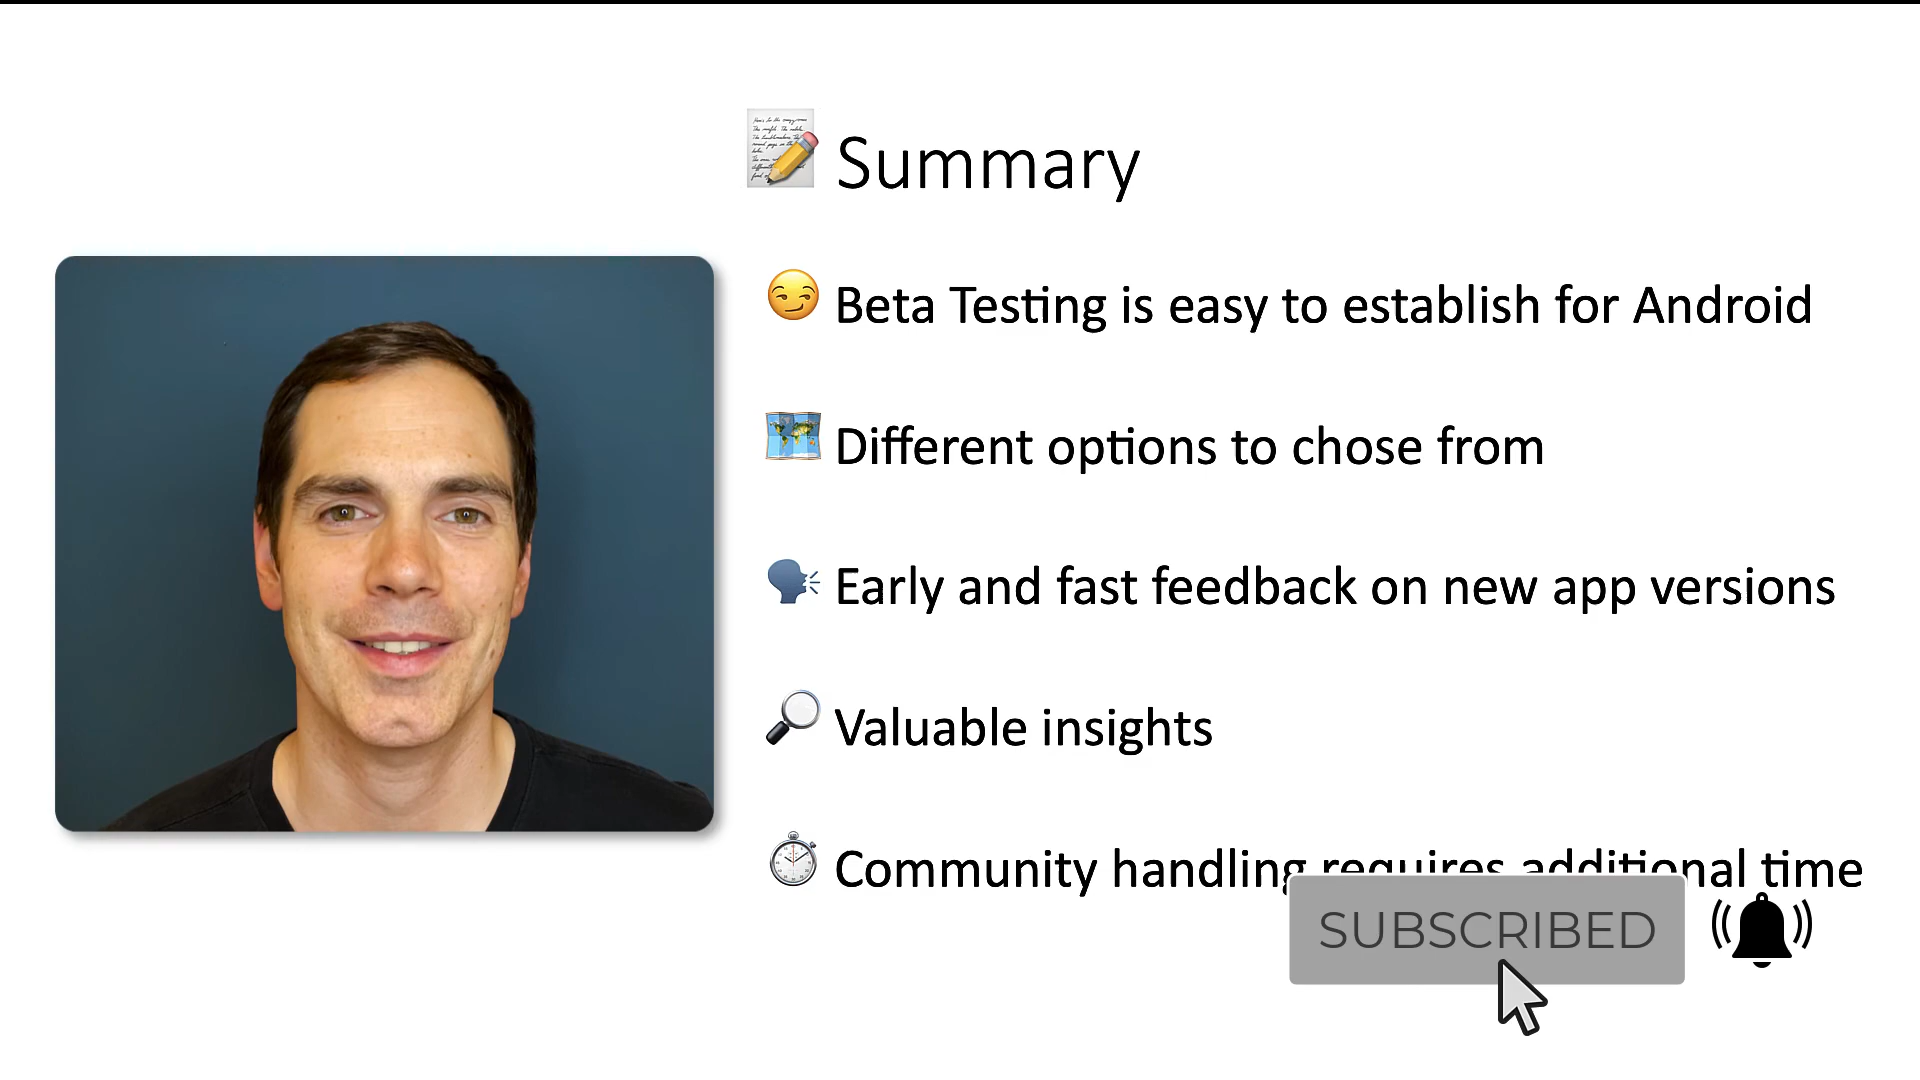 Summary
Beta Testing is easy to establish for Android
Different options to chose from
Early and fast feedback on new app versions
Valuable insights
Community handling requires additional time
SUBSCRIBED